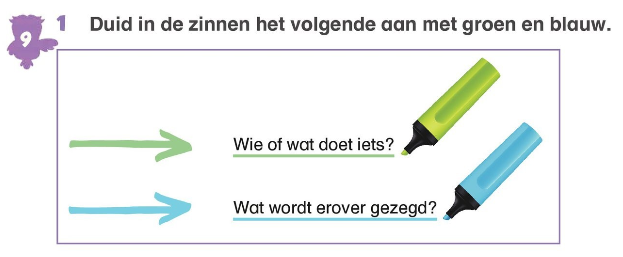 9
1 Duid in de zinnen het volgende aan met groen en blauw.
Wie of wat doet iets?
Wat wordt erover gezegd?